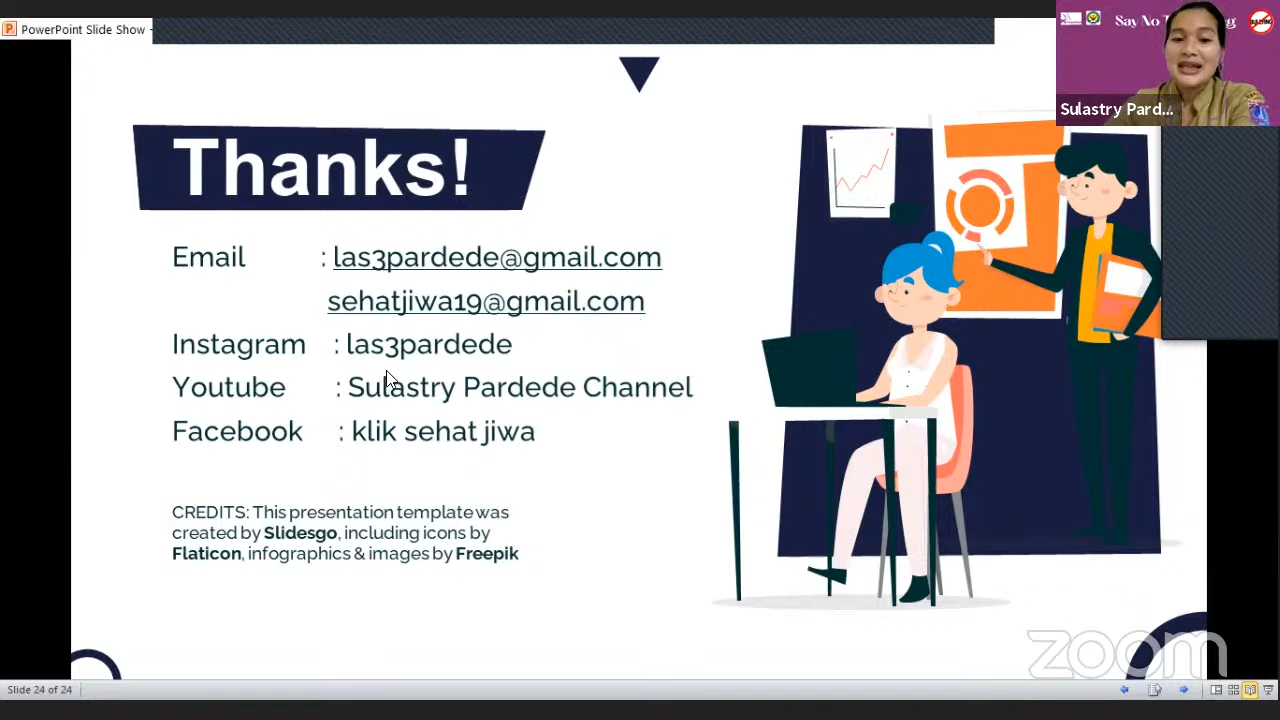 PowerPoint Slide Show -
Say No
Sulastry Pard...
Thanks!
Email : las3pardede@gmail.com
sehatjiwa19@gmail.com
Instagram : las3pardede
Youtube : Sulastry Pardede Channel
Facebook : klik sehat jiwa
CREDITS: This presentation template was
created by Slidesgo, including icons by
Flaticon, infographics & images by Freepik
zoom
Slide 24 of 24